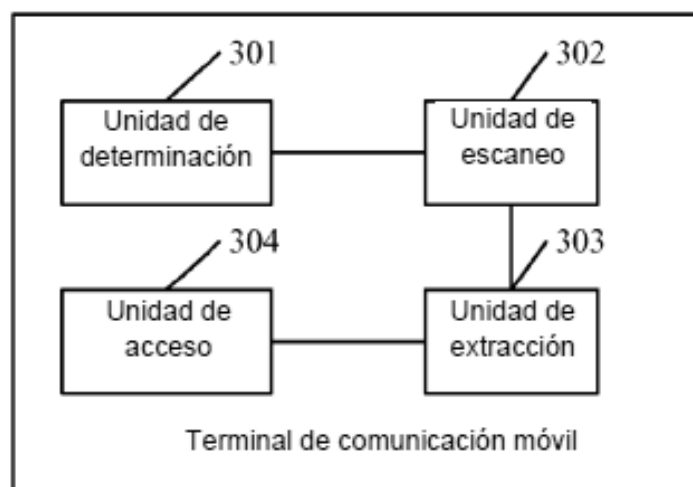 301
302
Unidad de
determinación
Unidad de
escaneo
304
303
Unidad de
acceso
Unidad de
extracción
Terminal de comunicación móvil